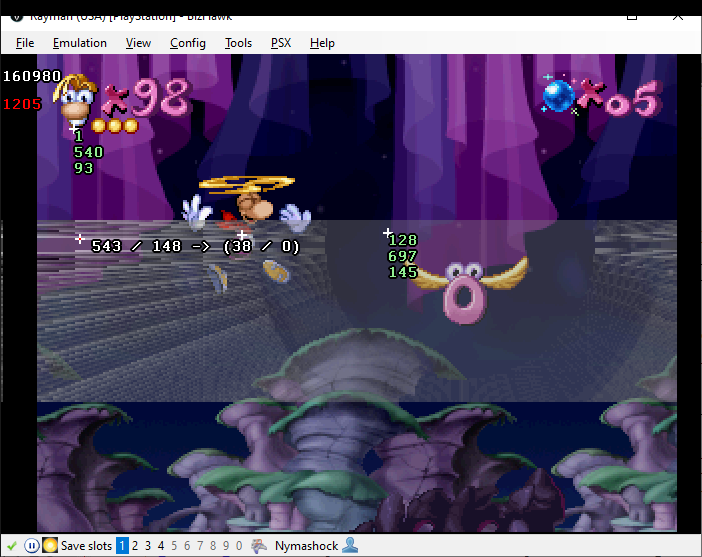 Rayman (USA) [PlayStation] - BizHawk
File Emulation View Config Tools PSX Help
160980
1205
98
05
1
540
93
543 / 148 -> (38 / 0)
128
697
145
Save slots 1 2 3 4 5 6 7 8 9 0 Nymashock